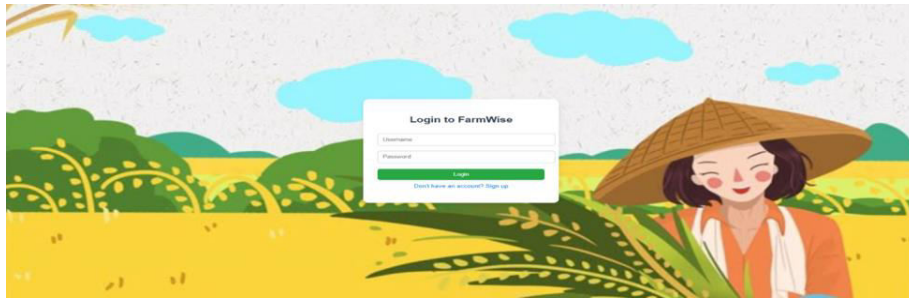 Login to FarmWise
Username
Password
Login
Don't have an account? Sign up